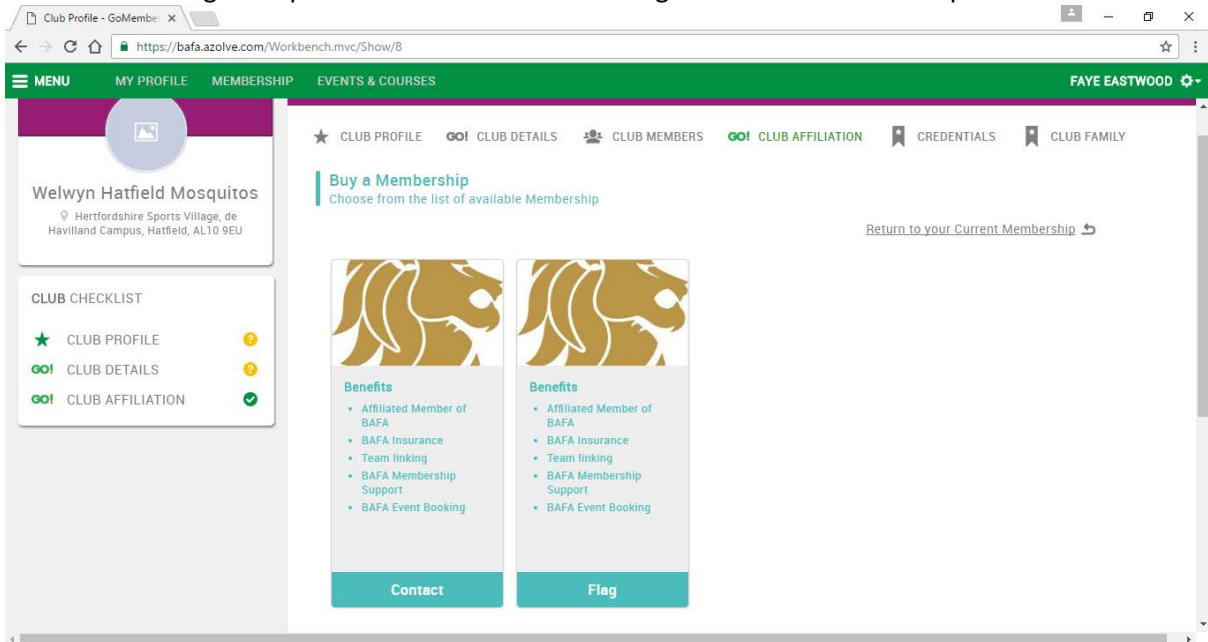 Club Profile - GoMember
https://bafa.azolve.com/Workbench.mvc/Show/8
MENU MY PROFILE MEMBERSHIP EVENTS & COURSES FAYE EASTWOOD
CLUB PROFILE GO! CLUB DETAILS CLUB MEMBERS GO! CLUB AFFILIATION CREDENTIALS CLUB FAMILY
Buy a Membership
Choose from the list of available Membership
Return to your Current Membership
Welwyn Hatfield Mosquitos
Hertfordshire Sports Village, de
Havilland Campus, Hatfield, AL10 9EU
CLUB CHECKLIST
CLUB PROFILE ?
GO! CLUB DETAILS ?
GO! CLUB AFFILIATION
Benefits
• Affiliated Member of
BAFA
• BAFA Insurance
• Team linking
• BAFA Membership
Support
• BAFA Event Booking
Contact
Benefits
• Affiliated Member of
BAFA
• BAFA Insurance
• Team linking
• BAFA Membership
Support
• BAFA Event Booking
Flag